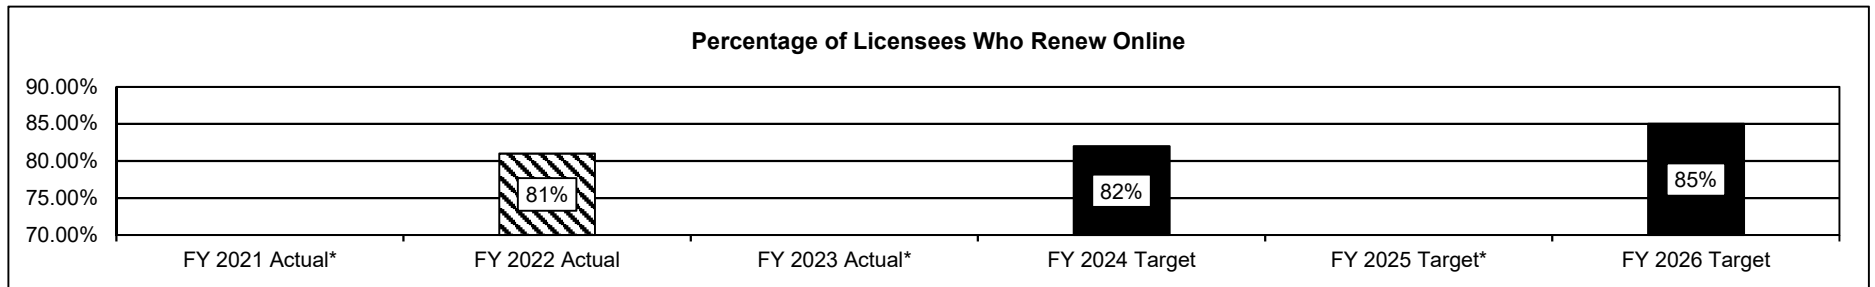 Percentage of Licensees Who Renew Online
90.00%
85.00%
80.00%
75.00%
70.00%
81%
82%
85%
FY 2021 Actual*
FY 2022 Actual
FY 2023 Actual*
FY 2024 Target
FY 2025 Target*
FY 2026 Target